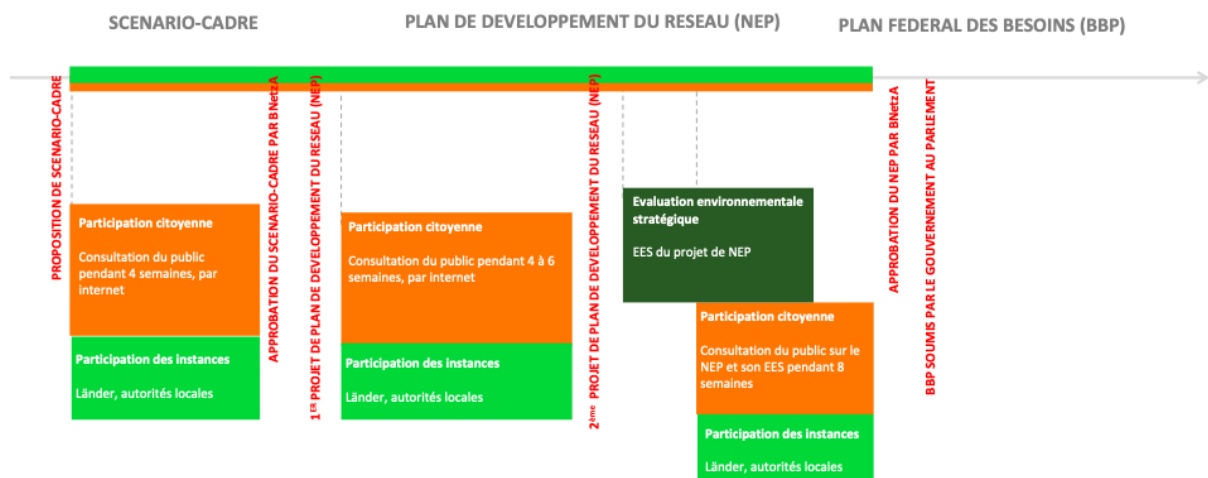 SCENARIO-CADRE
PLAN DE DEVELOPPEMENT DU RESEAU (NEP)
PLAN FEDERAL DES BESOINS (BBP)
PROPOSITION DE SCENARIO-CADRE
Participation citoyenne
Consultation du public
pendant 4 semaines, par
internet
Participation des instances
Länder, autorités locales
APPROBATION DU SCENARIO-CADRE PAR BNetzA
1ER PROJET DE PLAN DE DEVELOPPEMENT DU RESEAU (NEP)
Participation citoyenne
Consultation du public pendant 4 à 6
semaines, par internet
Participation des instances
Länder, autorités locales
2ème PROJET DE PLAN DE DEVELOPPEMENT DU RESEAU (NEP)
Evaluation environnementale
stratégique
EES du projet de NEP
Participation citoyenne
Consultation du public sur le
NEP et son EES pendant 8
semaines
Participation des instances
Länder, autorités locales
APPROBATION DU NEP PAR BNetzA
BBP SOUMIS PAR LE GOUVERNEMENT AU PARLEMENT